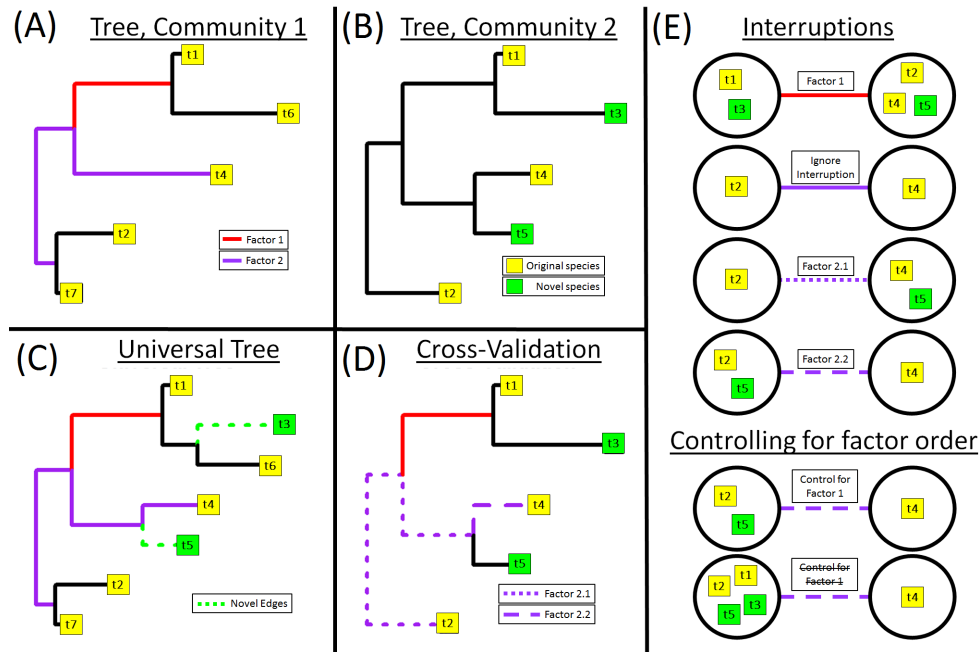 (A)
Tree, Community 1
t1
t6
t4
t2
t7
Factor 1
Factor 2
(B)
Tree, Community 2
t1
t3
t4
t5
t2
Original species
Novel species
(C)
Universal Tree
t1
t3
t6
t4
t5
t2
t7
Novel Edges
(D)
Cross-Validation
t1
t3
t4
t5
t2
Factor 2.1
Factor 2.2
(E)
Interruptions
t1
t3
Factor 1
t2
t4
t5
t2
Ignore
Interruption
t4
t2
Factor 2.1
t4
t5
t2
t5
Factor 2.2
t4
Controlling for factor order
t2
t5
Control for
Factor 1
t4
t2
t1
t5
t3
Control for
Factor 1
t4